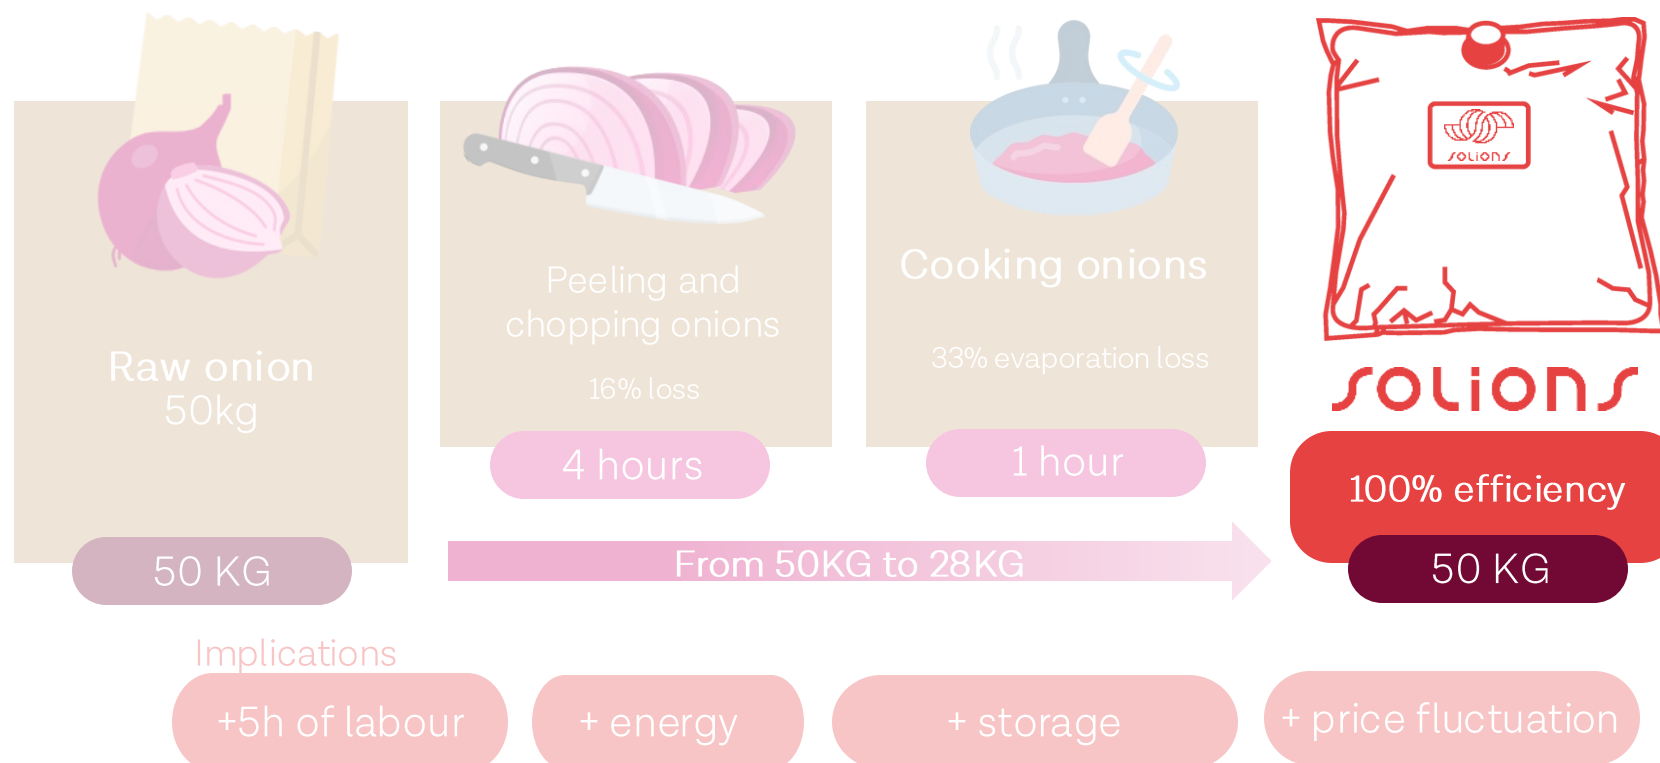 Raw onion
50kg
50 KG
Peeling and
chopping onions
16% loss
4 hours
Cooking onions
33% evaporation loss
1 hour
From 50KG to 28KG
SOLiONS
SOLiONS
100% efficiency
50 KG
Implications
+5h of labour
+ energy
+ storage
+ price fluctuation